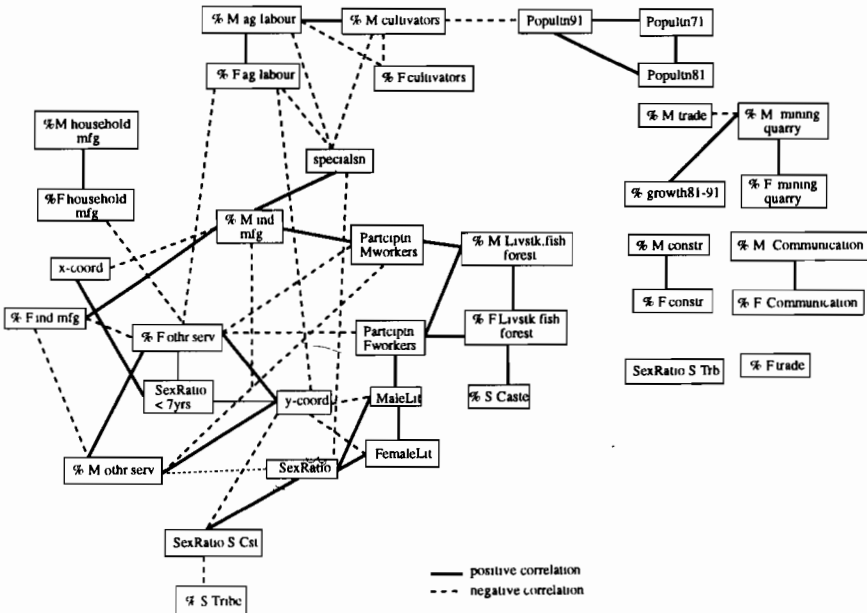 % M ag labour
% M cultivators
Popultn91
Popultn71
% F ag labour
% F cultivators
Popultn81
%M household
mfg
% M trade
% M mining
quarry
specialsn
%F household
mfg
% growth81-91
% F mining
quarry
% M ind
mfg
Partciptn
Mworkers
% M Livstk.fish
forest
% M constr
% M Communication
x-coord
% F ind mfg
% F othr serv
Partciptn
Fworkers
% F Livstk fish
forest
% F constr
% F Communication
SexRatio
< 7yrs
y-coord
MaleLit
% S Caste
SexRatio S Trb
% F trade
% M othr serv
SexRatio
FemaleLit
SexRatio S Cst
positive correlation
negative correlation
% S Tribe